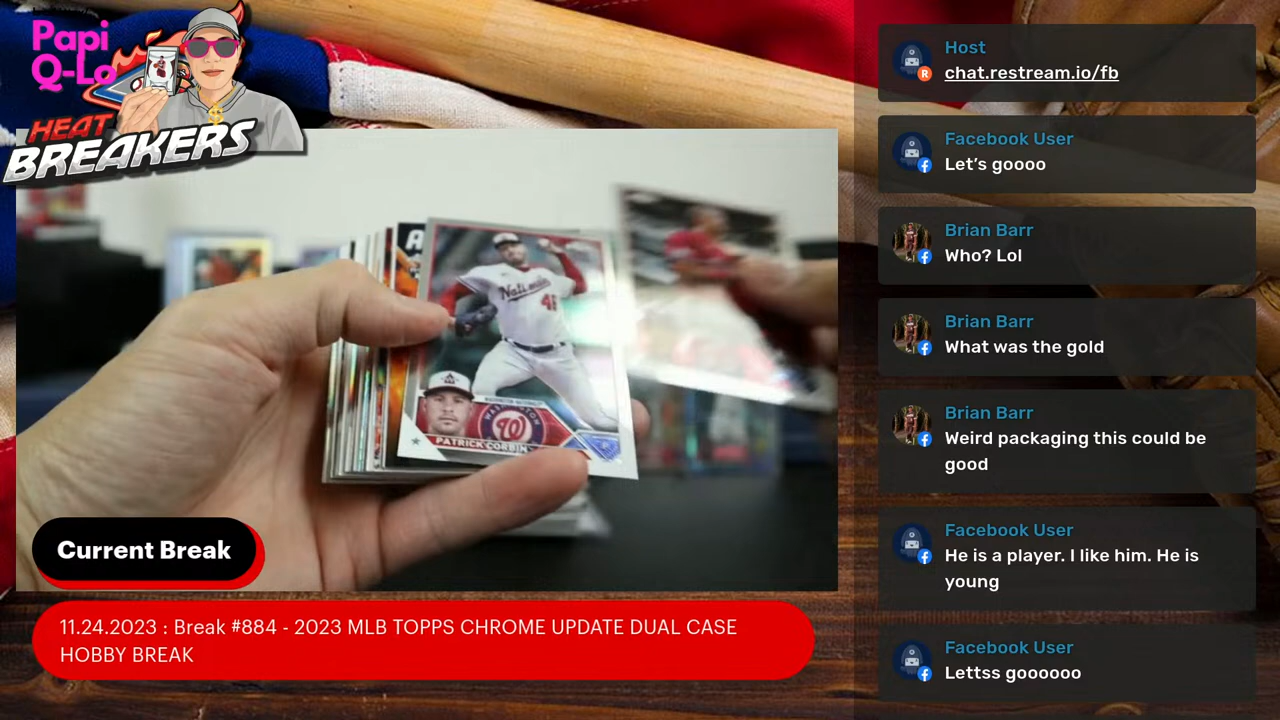 Papi
Q-Lo
HEAT
BREAKERS
Nationals
46
WASHINGTON NATIONALS
W
PATRICK CORBIN
Current Break
11.24.2023 : Break #884 - 2023 MLB TOPPS CHROME UPDATE DUAL CASE
HOBBY BREAK
Host
chat.restream.io/fb
Facebook User
Let’s goooo
Brian Barr
Who? Lol
Brian Barr
What was the gold
Brian Barr
Weird packaging this could be
good
Facebook User
He is a player. I like him. He is
young
Facebook User
Lettss goooooo